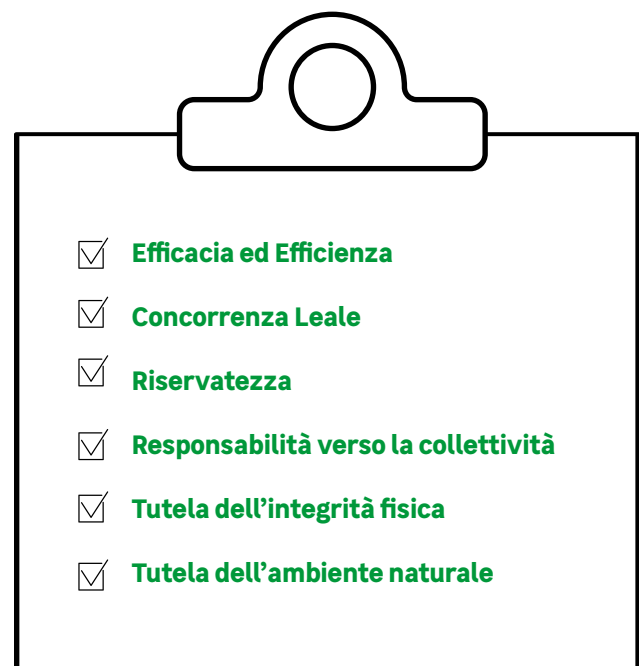 Efficacia ed Efficienza
Concorrenza Leale
Riservatezza
Responsabilità verso la collettività
Tutela dell’integrità fisica
Tutela dell’ambiente naturale